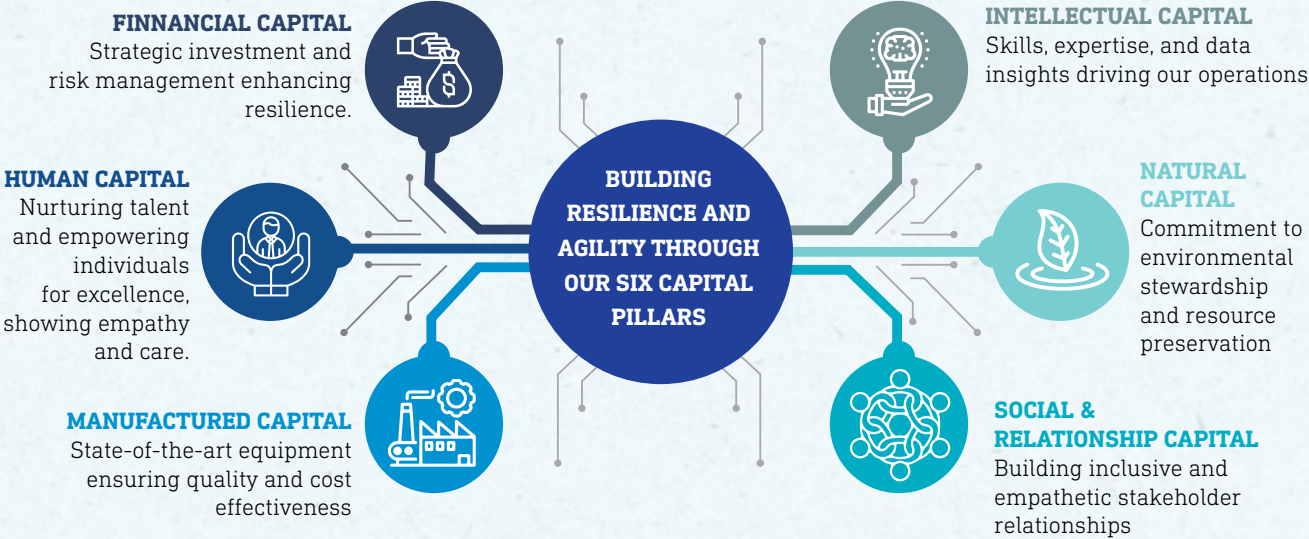 FINNANCIAL CAPITAL
Strategic investment and
risk management enhancing
resilience.
HUMAN CAPITAL
Nurturing talent
and empowering
individuals
for excellence,
showing empathy
and care.
MANUFACTURED CAPITAL
State-of-the-art equipment
ensuring quality and cost
effectiveness
BUILDING
RESILIENCE AND
AGILITY THROUGH
OUR SIX CAPITAL
PILLARS
INTELLECTUAL CAPITAL
Skills, expertise, and data
insights driving our operations
NATURAL
CAPITAL
Commitment to
environmental
stewardship
and resource
preservation
SOCIAL &
RELATIONSHIP CAPITAL
Building inclusive and
empathetic stakeholder
relationships